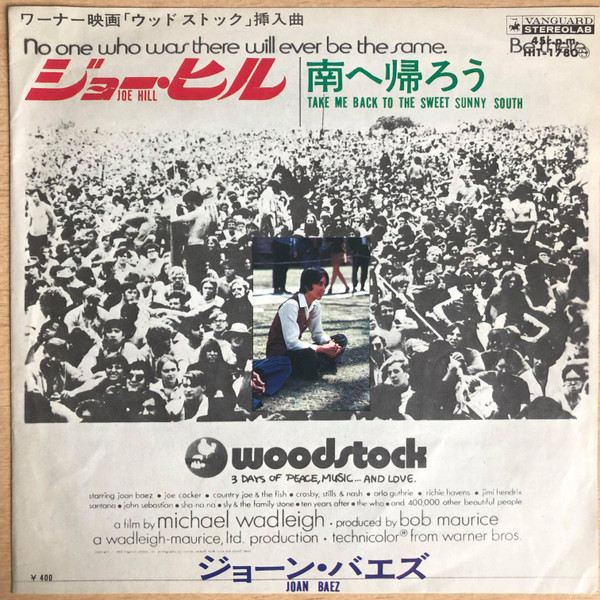 ワーナー映画「ウッド ストック」挿入曲
VANGUARD
STEREOLAB
No one who was there will ever be the same. Be there.
45r.p.m.
HIT-1780
ジョー・ヒル
JOE HILL
南へ帰ろう
TAKE ME BACK TO THE SWEET SUNNY SOUTH
woodstock
3 DAYS OF PEACE, MUSIC... AND LOVE.
starring joan baez • joe cocker • country joe & the fish • crosby, stills & nash • arlo guthrie • richie havens • jimi hendrix
santana • john sebastian • sha-na-na • sly & the family stone • ten years after • the who • and 400,000 other beautiful people
a film by michael wadleigh • produced by bob maurice
a wadleigh-maurice, ltd. production • technicolor® from warner bros.
¥ 400
ジョーン・バエズ
JOAN BAEZ